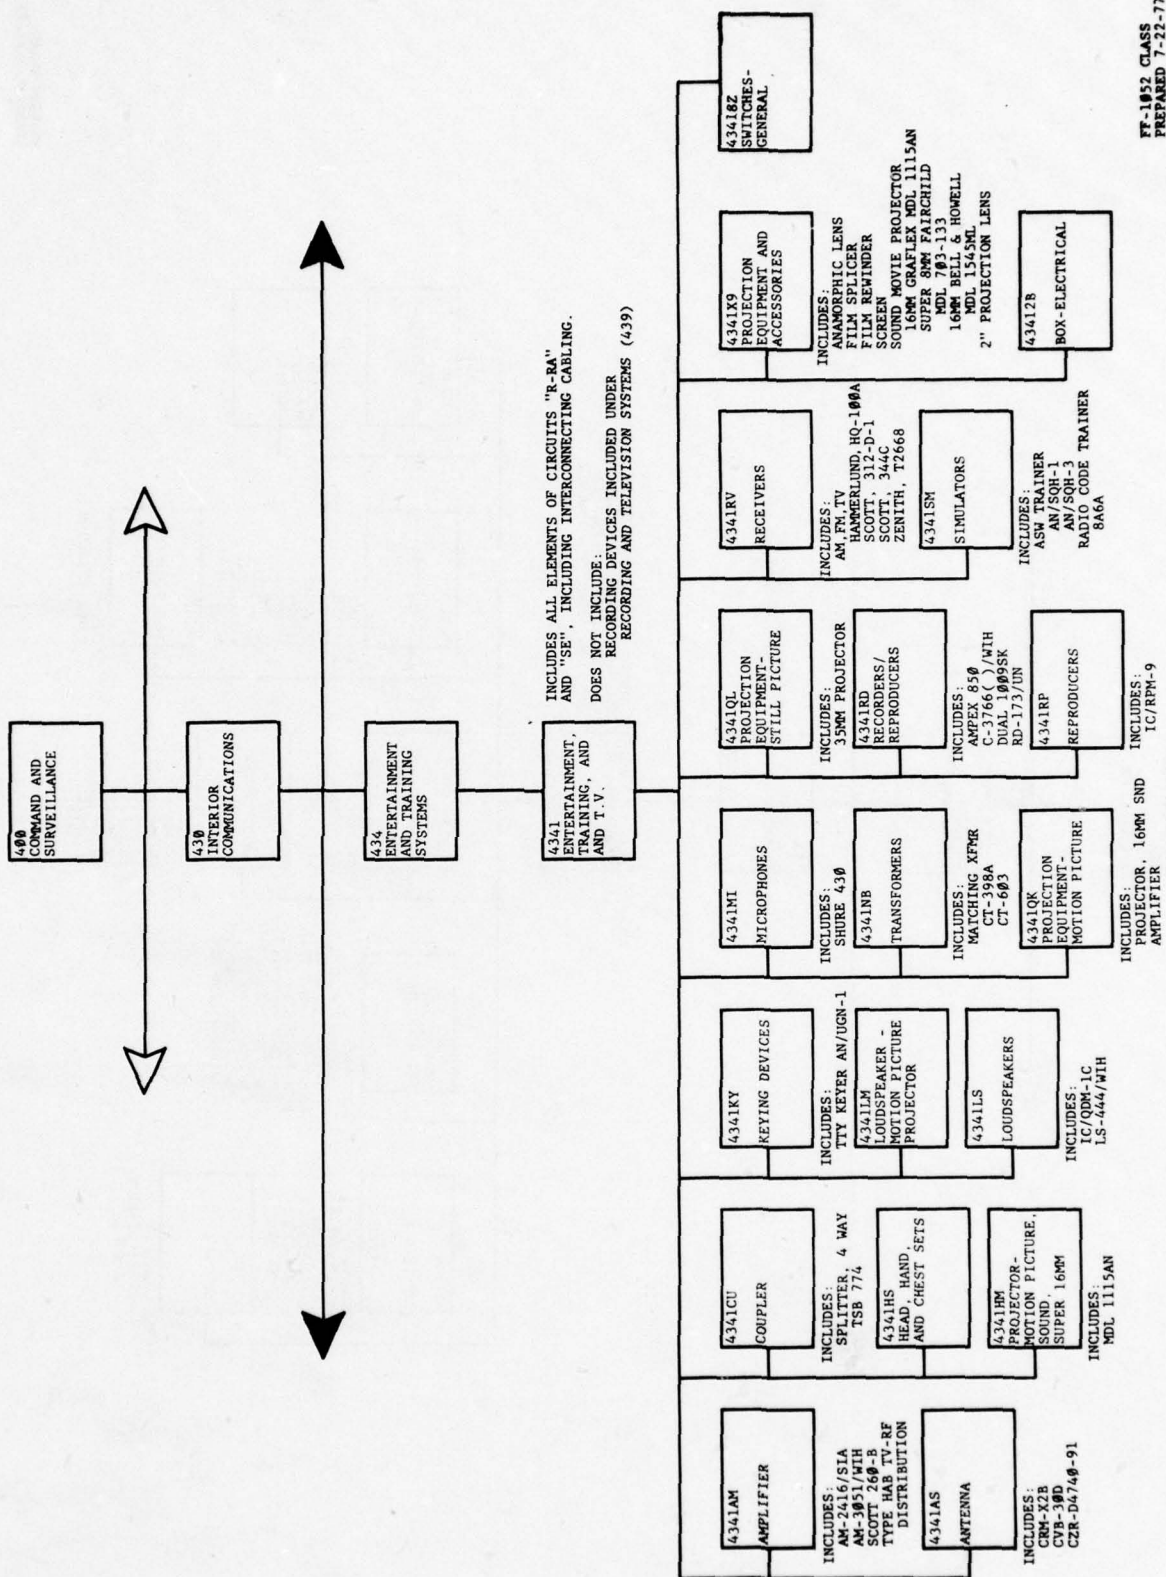 400
COMMAND AND
SURVEILLANCE
430
INTERIOR
COMMUNICATIONS
434
ENTERTAINMENT
AND TRAINING
SYSTEMS
4341
ENTERTAINMENT,
TRAINING, AND
AND T.V.
INCLUDES ALL ELEMENTS OF CIRCUITS "R-RA"
AND "SE", INCLUDING INTERCONNECTING CABLING.
DOES NOT INCLUDE:
RECORDING DEVICES INCLUDED UNDER
RECORDING AND TELEVISION SYSTEMS (439)
4341AM
AMPLIFIER
INCLUDES:
AM-2416/SIA
AM-3051/WIH
SCOTT 260-B
TYPE HAB TV-RF
DISTRIBUTION
4341AS
ANTENNA
INCLUDES:
CRM-X2B
CVB-30D
CZR-D4740-91
4341CU
COUPLER
INCLUDES:
SPLITTER, 4 WAY
TSB 774
4341HS
HEAD, HAND,
AND CHEST SETS
4341HM
PROJECTOR-
MOTION PICTURE,
SOUND,
SUPER 16MM
INCLUDES:
MDL 1115AN
4341KY
KEYING DEVICES
INCLUDES:
TTY KEYER AN/UGN-1
4341LM
LOUDSPEAKER -
MOTION PICTURE
PROJECTOR
4341LS
LOUDSPEAKERS
INCLUDES:
IC/QDM-1C
LS-444/WIH
4341MI
MICROPHONES
INCLUDES:
SHURE 430
4341NB
TRANSFORMERS
INCLUDES:
MATCHING XFMR
CT-398A
CT-603
4341QK
PROJECTION
EQUIPMENT-
MOTION PICTURE
INCLUDES:
PROJECTOR, 16MM SND
AMPLIFIER
4341QL
PROJECTION
EQUIPMENT-
STILL PICTURE
INCLUDES:
35MM PROJECTOR
4341RD
RECORDERS/
REPRODUCERS
INCLUDES:
AMPEX 850
C-3766( )/WIH
DUAL 1009SK
RD-173/UN
4341RP
REPRODUCERS
INCLUDES:
IC/RPM-9
4341RV
RECEIVERS
INCLUDES:
AM,FM,TV
HAMMERLUND,HQ-100A
SCOTT, 312-D-1
SCOTT, 344C
ZENITH, T2668
4341SM
SIMULATORS
INCLUDES:
ASW TRAINER
AN/SQH-1
AN/SQH-3
RADIO CODE TRAINER
8A6A
4341X9
PROJECTION
EQUIPMENT AND
ACCESSORIES
INCLUDES:
ANAMORPHIC LENS
FILM SPLICER
FILM REWINDER
SCREEN
SOUND MOVIE PROJECTOR
16MM GRAFLEX MDL 1115AN
SUPER 8MM FAIRCHILD
MDL 703-133
16MM BELL & HOWELL
MDL 1545ML
2" PROJECTION LENS
43412B
BOX-ELECTRICAL
43418Z
SWITCHES-
GENERAL
FF-1052 CLASS
PREPARED 7-22-77